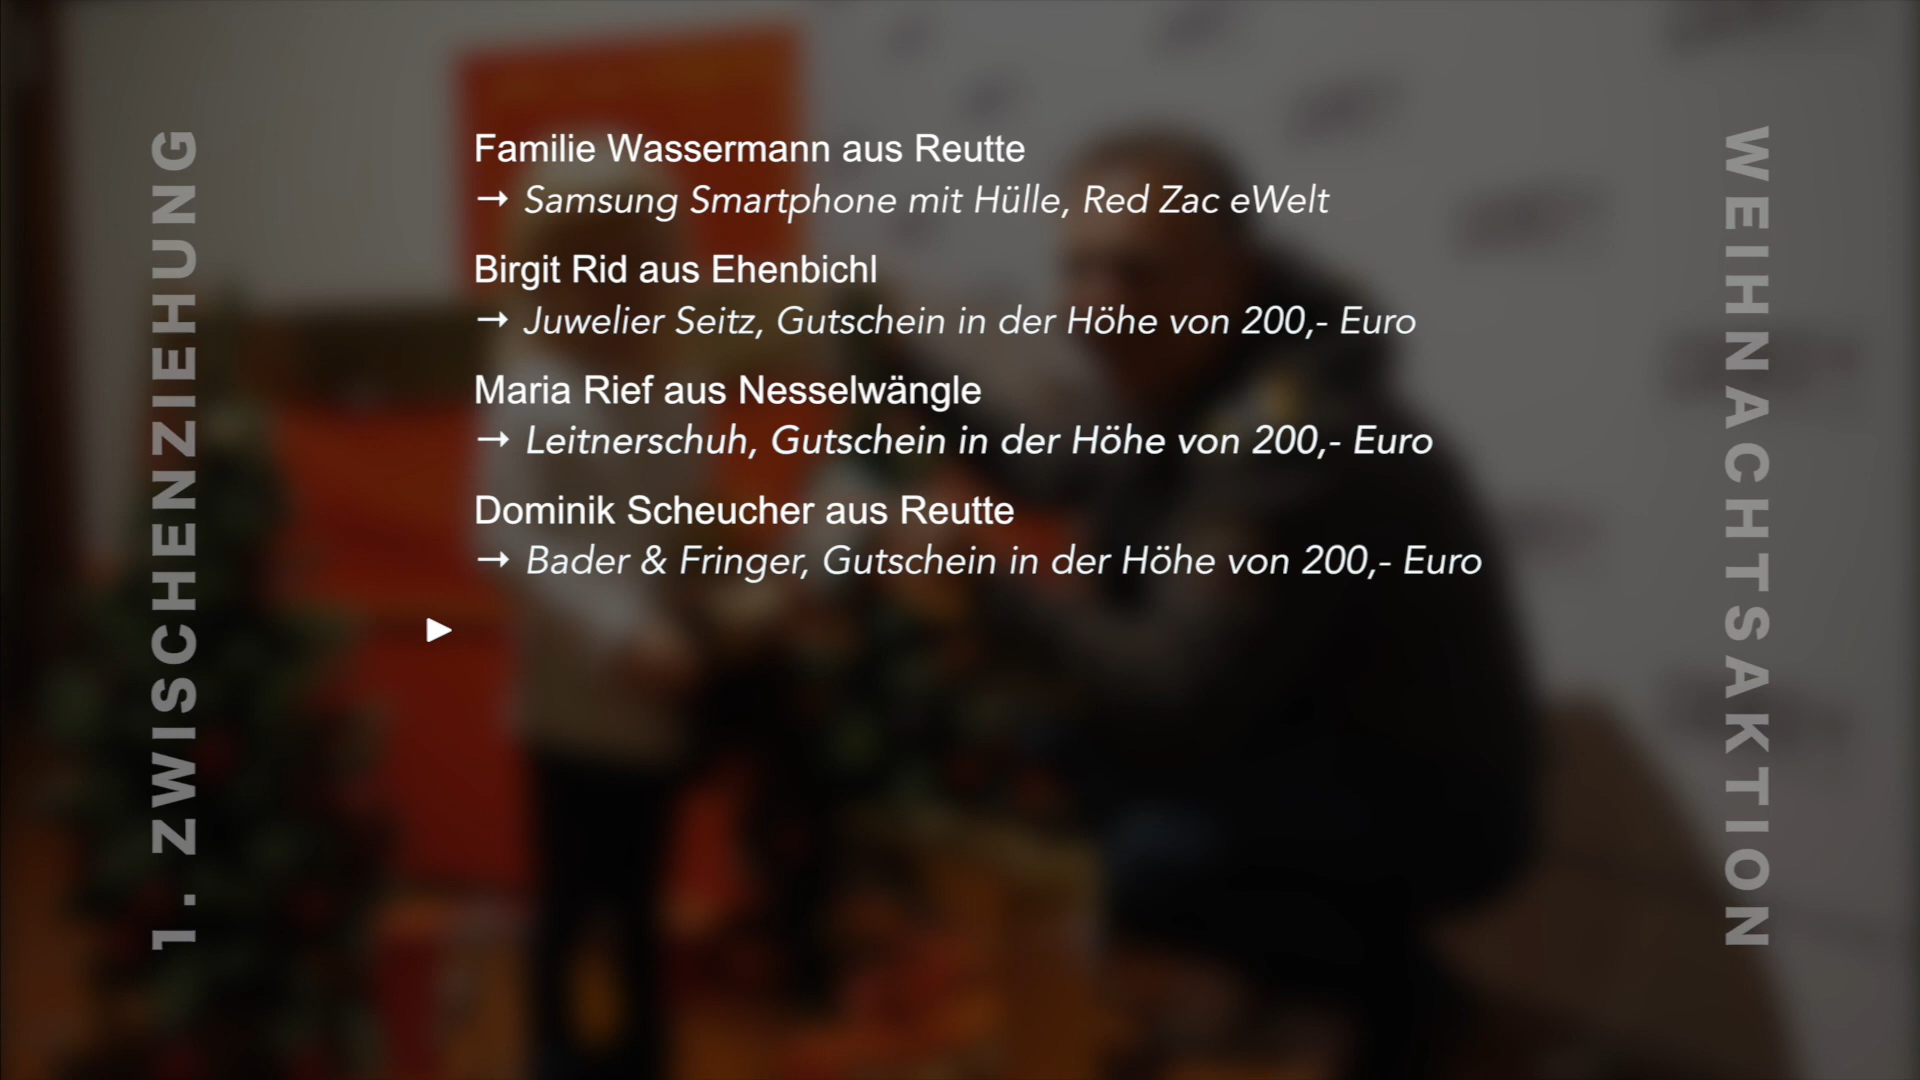 1. ZWISCHENZIEHUNG
Familie Wassermann aus Reutte
→ Samsung Smartphone mit Hülle, Red Zac eWelt
Birgit Rid aus Ehenbichl
→ Juwelier Seitz, Gutschein in der Höhe von 200,- Euro
Maria Rief aus Nesselwängle
→ Leitnerschuh, Gutschein in der Höhe von 200,- Euro
Dominik Scheucher aus Reutte
→ Bader & Fringer, Gutschein in der Höhe von 200,- Euro
WEIHNACHTSAKTION